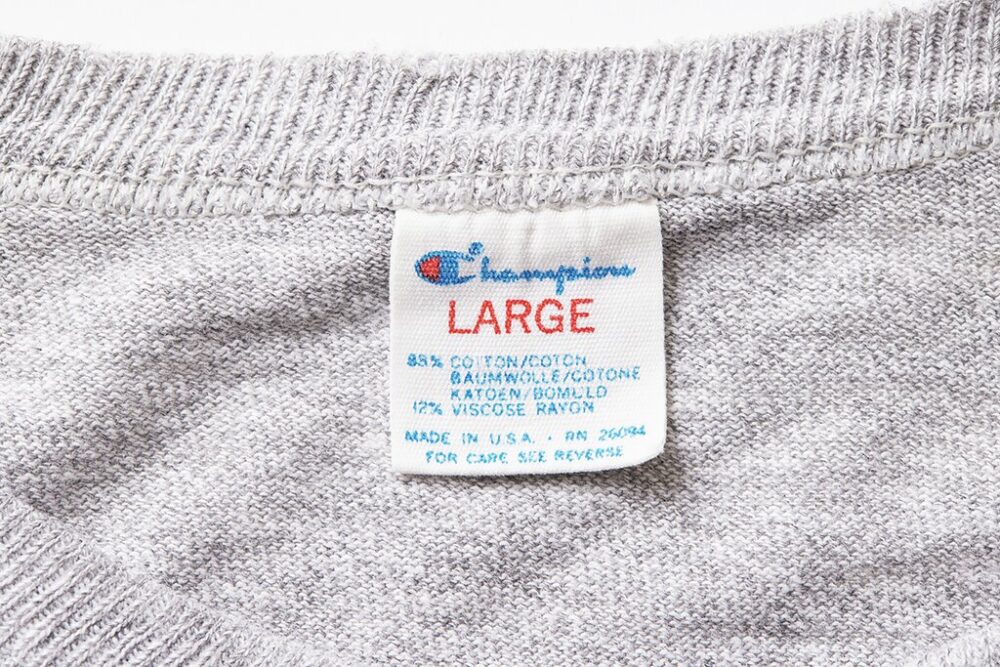 Champion
LARGE
88% COTTON/COTON
BAUMWOLLE/COTONE
KATOEN/BOMULD
12% VISCOSE RAYON
MADE IN U.S.A. · RN 26094
FOR CARE SEE REVERSE